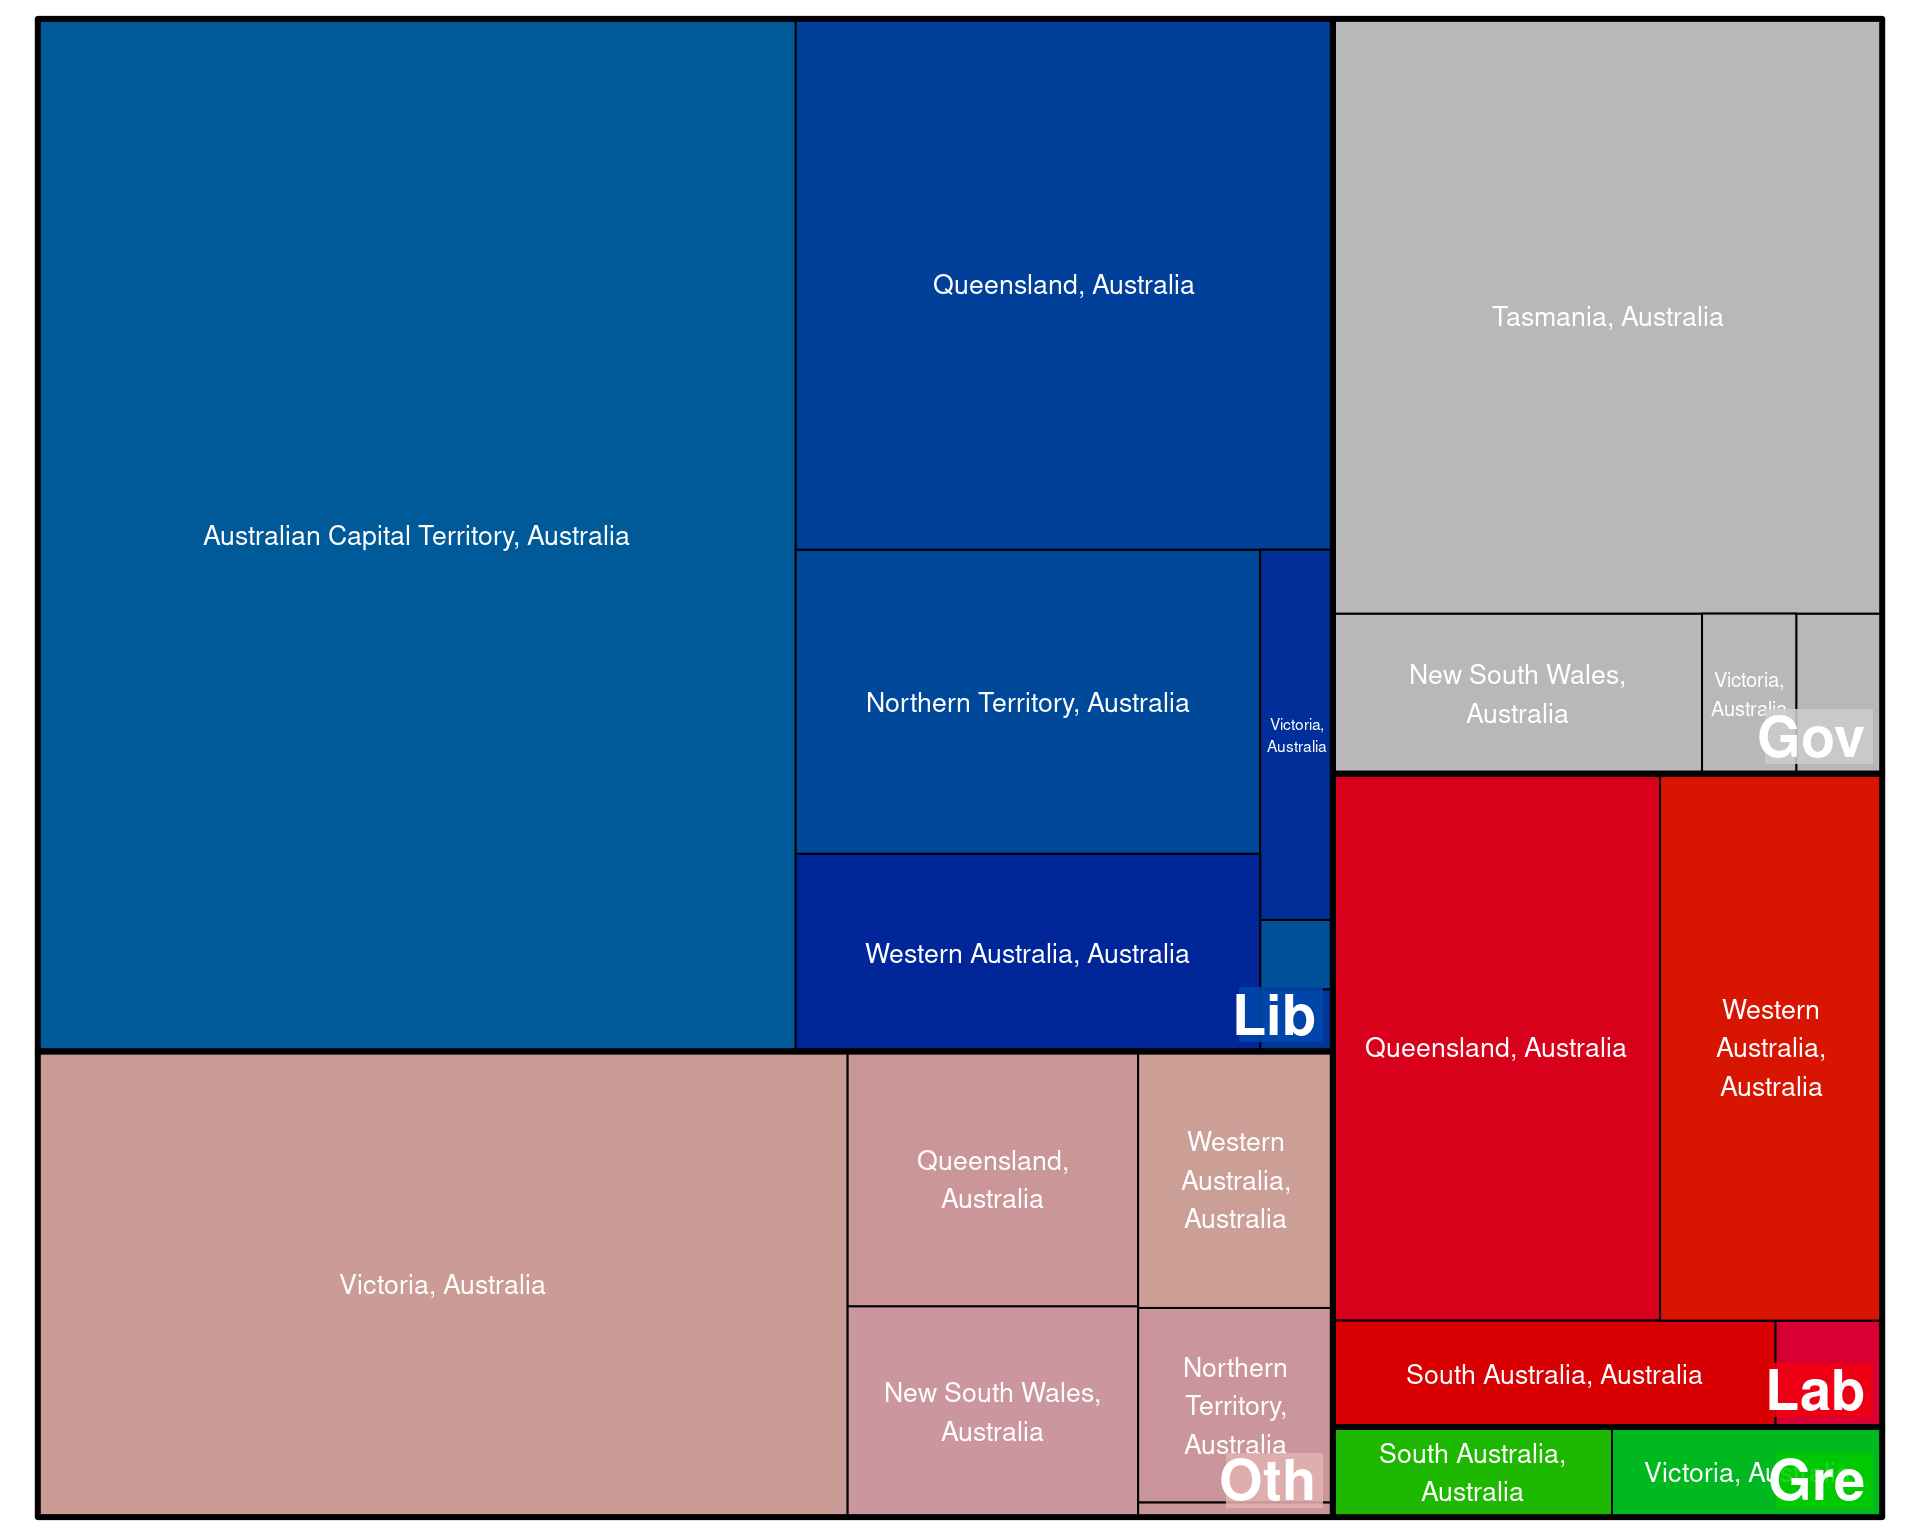 Australian Capital Territory, Australia
Queensland, Australia
Northern Territory, Australia
Victoria,
Australia
Western Australia, Australia
Lib
Tasmania, Australia
New South Wales,
Australia
Victoria,
Australia
Gov
Queensland, Australia
Western
Australia,
Australia
South Australia, Australia
Lab
Victoria, Australia
Queensland,
Australia
Western
Australia,
Australia
New South Wales,
Australia
Northern
Territory,
Australia
Oth
South Australia,
Australia
Victoria, Australia
Gre